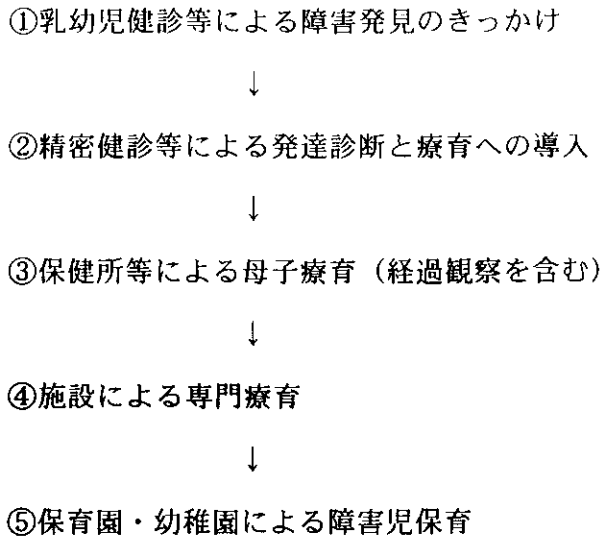 ①乳幼児健診等による障害発見のきっかけ
↓
②精密健診等による発達診断と療育への導入
↓
③保健所等による母子療育（経過観察を含む）
↓
④施設による専門療育
↓
⑤保育園・幼稚園による障害児保育